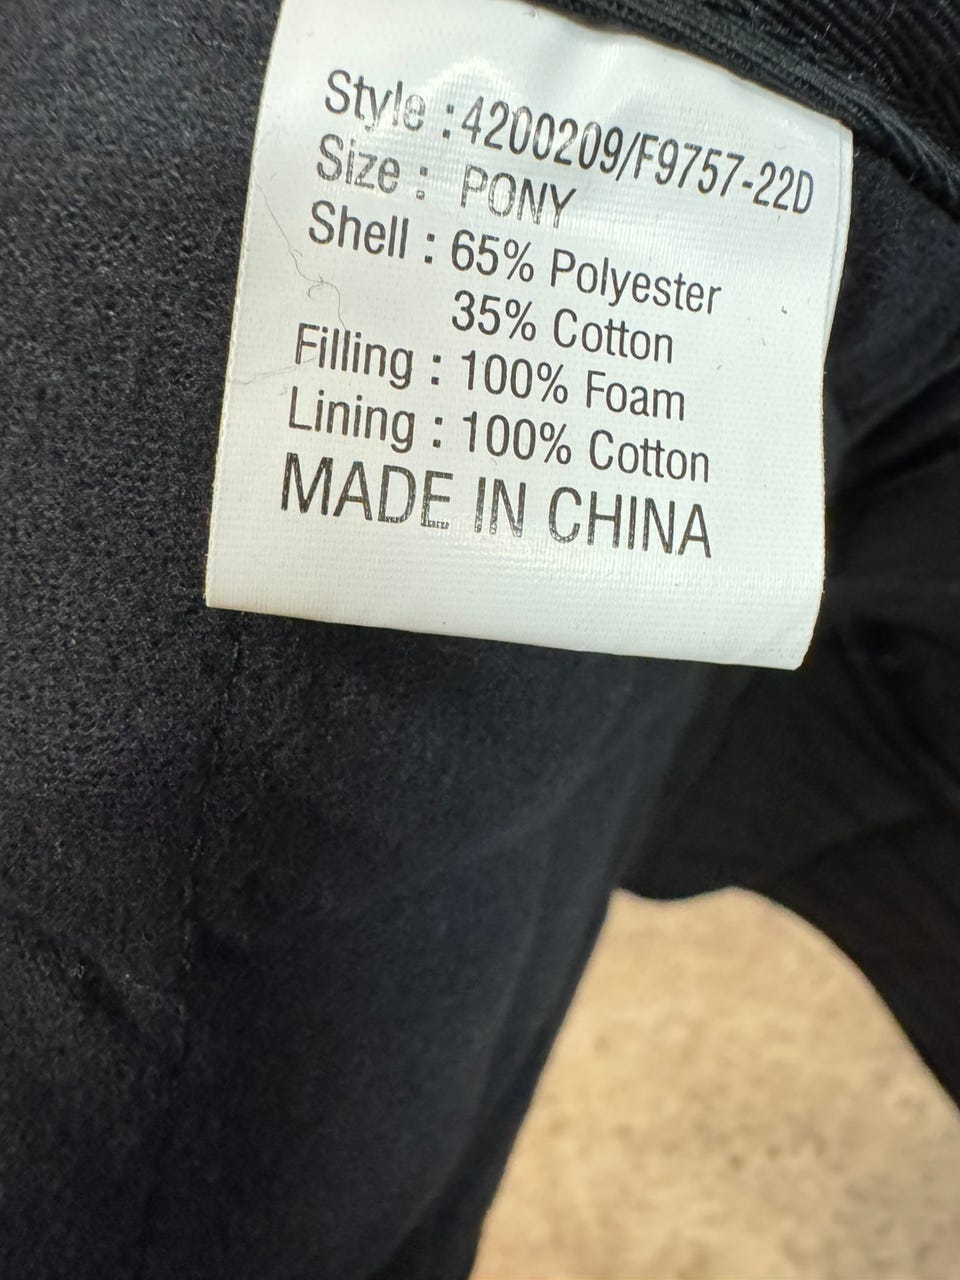 Style :4200209/F9757-22D
Size : PONY
Shell : 65% Polyester
35% Cotton
Filling : 100% Foam
Lining : 100% Cotton
MADE IN CHINA